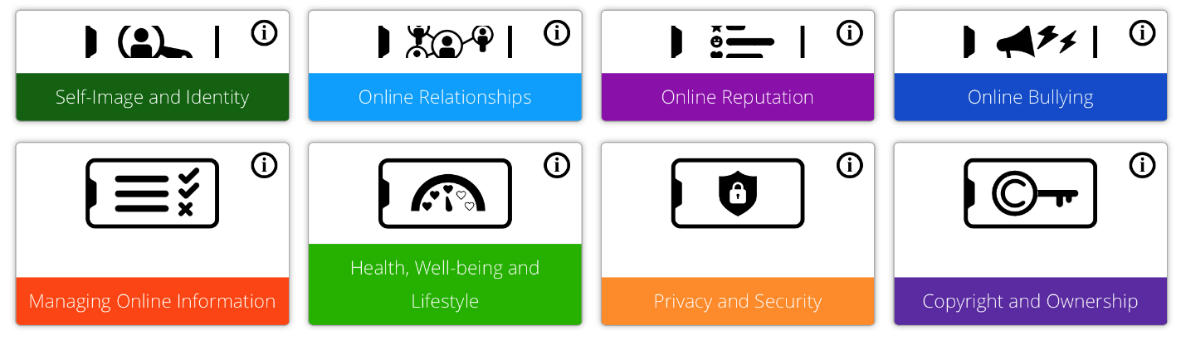 Self-Image and Identity
Online Relationships
Online Reputation
Online Bullying
Managing Online Information
Health, Well-being and
Lifestyle
Privacy and Security
Copyright and Ownership